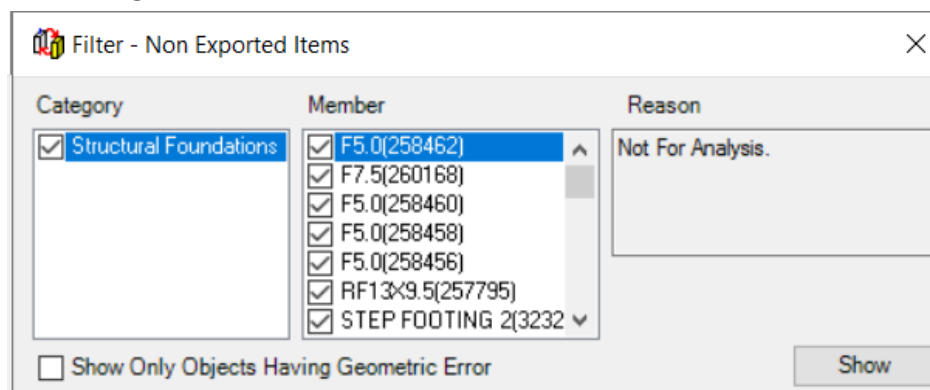 Filter - Non Exported Items
Category
Member
Reason
Structural Foundations
F5.0(258462)
F7.5(260168)
F5.0(258460)
F5.0(258458)
F5.0(258456)
RF13X9.5(257795)
STEP FOOTING 2(3232
Not For Analysis.
Show Only Objects Having Geometric Error
Show